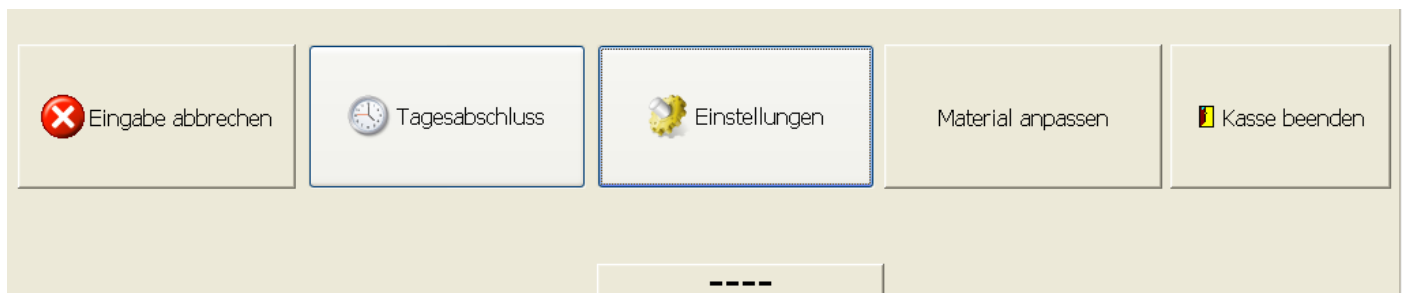 Eingabe abbrechen
Tagesabschluss
Einstellungen
Material anpassen
Kasse beenden
----